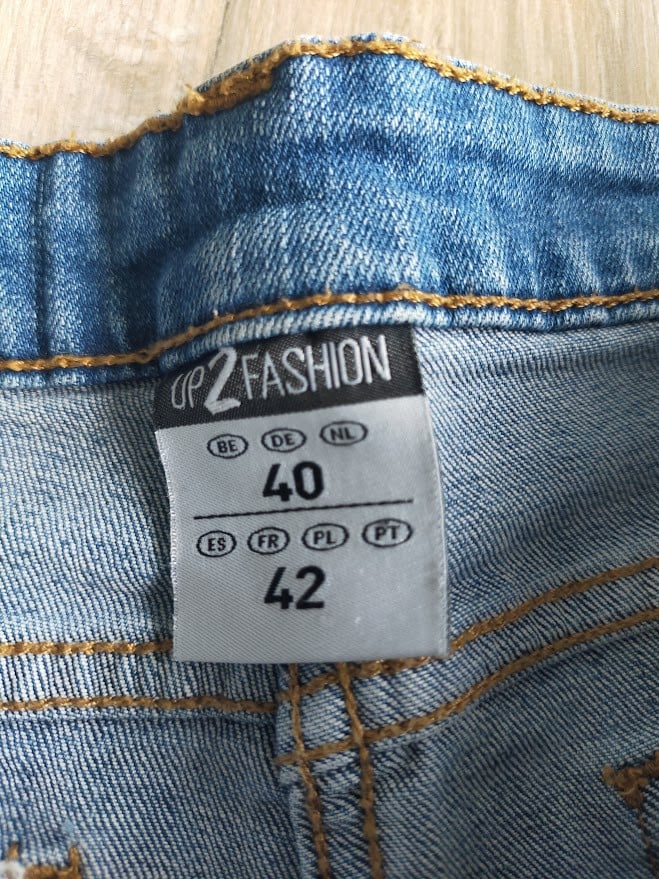 UP2FASHION
BE DE NL
40
ES FR PL PT
42